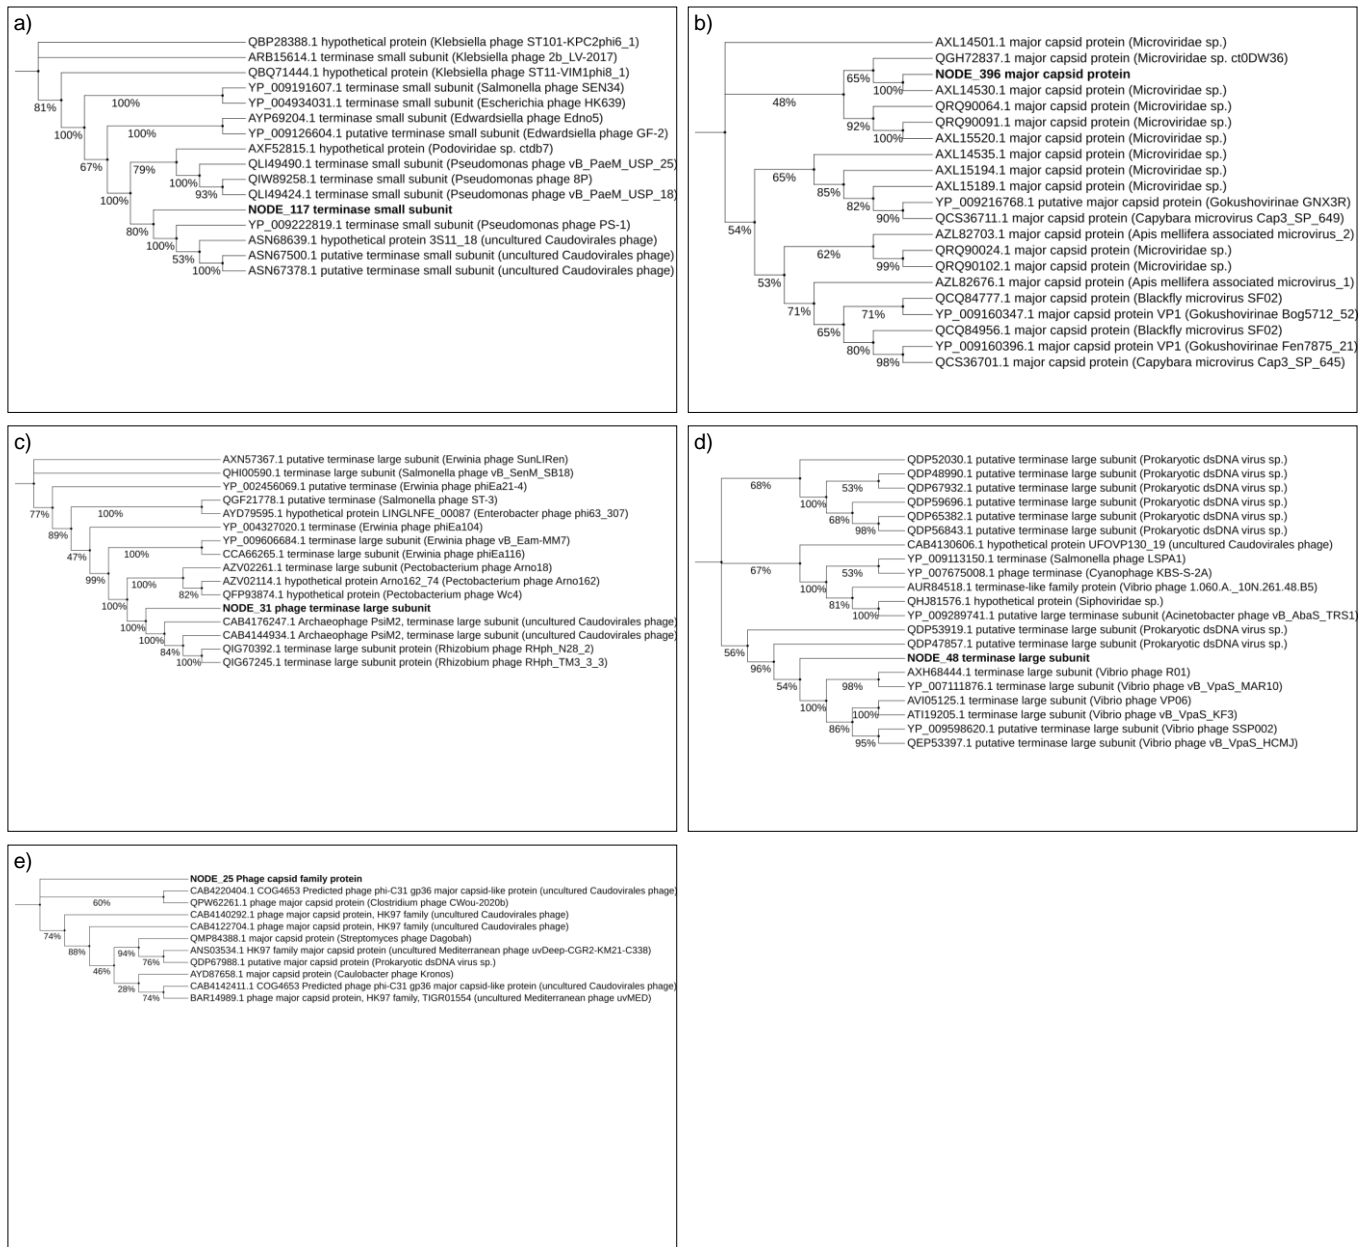 a)
QBP28388.1 hypothetical protein (Klebsiella phage ST101-KPC2phi6_1)
ARB15614.1 terminase small subunit (Klebsiella phage 2b_LV-2017)
QBQ71444.1 hypothetical protein (Klebsiella phage ST11-VIM1phi8_1)
YP_009191607.1 terminase small subunit (Salmonella phage SEN34)
100%
81%
YP_004934031.1 terminase small subunit (Escherichia phage HK639)
AYP69204.1 terminase small subunit (Edwardsiella phage Edno5)
100%
100%
YP_009126604.1 putative terminase small subunit (Edwardsiella phage GF-2)
AXF52815.1 hypothetical protein (Podoviridae sp. ctdb7)
67%
79%
QLI49490.1 terminase small subunit (Pseudomonas phage vB_PaeM_USP_25)
QIW89258.1 terminase small subunit (Pseudomonas phage 8P)
100%
93%
QLI49424.1 terminase small subunit (Pseudomonas phage vB_PaeM_USP_18)
NODE_117 terminase small subunit
100%
80%
YP_009222819.1 terminase small subunit (Pseudomonas phage PS-1)
ASN68639.1 hypothetical protein 3S11_18 (uncultured Caudovirales phage)
100%
ASN67500.1 putative terminase small subunit (uncultured Caudovirales phage)
53%
100%
ASN67378.1 putative terminase small subunit (uncultured Caudovirales phage)
b)
AXL14501.1 major capsid protein (Microviridae sp.)
QGH72837.1 major capsid protein (Microviridae sp. ct0DW36)
65%
NODE_396 major capsid protein
100%
AXL14530.1 major capsid protein (Microviridae sp.)
48%
QRQ90064.1 major capsid protein (Microviridae sp.)
92%
QRQ90091.1 major capsid protein (Microviridae sp.)
100%
AXL15520.1 major capsid protein (Microviridae sp.)
AXL14535.1 major capsid protein (Microviridae sp.)
65%
AXL15194.1 major capsid protein (Microviridae sp.)
85%
AXL15189.1 major capsid protein (Microviridae sp.)
82%
YP_009216768.1 putative major capsid protein (Gokushovirinae GNX3R)
90%
QCS36711.1 major capsid protein (Capybara microvirus Cap3_SP_649)
54%
AZL82703.1 major capsid protein (Apis mellifera associated microvirus_2)
62%
QRQ90024.1 major capsid protein (Microviridae sp.)
99%
QRQ90102.1 major capsid protein (Microviridae sp.)
53%
AZL82676.1 major capsid protein (Apis mellifera associated microvirus_1)
71%
QCQ84777.1 major capsid protein (Blackfly microvirus SF02)
71%
YP_009160347.1 major capsid protein VP1 (Gokushovirinae Bog5712_52)
65%
QCQ84956.1 major capsid protein (Blackfly microvirus SF02)
80%
YP_009160396.1 major capsid protein VP1 (Gokushovirinae Fen7875_21)
98%
QCS36701.1 major capsid protein (Capybara microvirus Cap3_SP_645)
c)
AXN57367.1 putative terminase large subunit (Erwinia phage SunLIRen)
QHI00590.1 terminase large subunit (Salmonella phage vB_SenM_SB18)
YP_002456069.1 putative terminase (Erwinia phage phiEa21-4)
QGF21778.1 putative terminase (Salmonella phage ST-3)
77%
100%
AYD79595.1 hypothetical protein LINGLNFE_00087 (Enterobacter phage phi63_307)
YP_004327020.1 terminase (Erwinia phage phiEa104)
89%
YP_009606684.1 terminase large subunit (Erwinia phage vB_Eam-MM7)
47%
100%
CCA66265.1 terminase large subunit (Erwinia phage phiEa116)
AZV02261.1 terminase large subunit (Pectobacterium phage Arno18)
99%
100%
AZV02114.1 hypothetical protein Arno162_74 (Pectobacterium phage Arno162)
82%
QFP93874.1 hypothetical protein (Pectobacterium phage Wc4)
100%
NODE_31 phage terminase large subunit
CAB4176247.1 Archaeophage PsiM2, terminase large subunit (uncultured Caudovirales phage)
100%
CAB4144934.1 Archaeophage PsiM2, terminase large subunit (uncultured Caudovirales phage)
100%
QIG70392.1 terminase large subunit protein (Rhizobium phage RHph_N28_2)
84%
100%
QIG67245.1 terminase large subunit protein (Rhizobium phage RHph_TM3_3_3)
d)
QDP52030.1 putative terminase large subunit (Prokaryotic dsDNA virus sp.)
QDP48990.1 putative terminase large subunit (Prokaryotic dsDNA virus sp.)
68%
53%
QDP67932.1 putative terminase large subunit (Prokaryotic dsDNA virus sp.)
100%
QDP59696.1 putative terminase large subunit (Prokaryotic dsDNA virus sp.)
68%
QDP65382.1 putative terminase large subunit (Prokaryotic dsDNA virus sp.)
98%
QDP56843.1 putative terminase large subunit (Prokaryotic dsDNA virus sp.)
CAB4130606.1 hypothetical protein UFOVP130_19 (uncultured Caudovirales phage)
YP_009113150.1 terminase (Salmonella phage LSPA1)
67%
53%
YP_007675008.1 phage terminase (Cyanophage KBS-S-2A)
100%
AUR84518.1 terminase-like family protein (Vibrio phage 1.060.A._10N.261.48.B5)
81%
QHJ81576.1 hypothetical protein (Siphoviridae sp.)
100%
YP_009289741.1 putative large terminase subunit (Acinetobacter phage vB_AbaS_TRS1)
QDP53919.1 putative terminase large subunit (Prokaryotic dsDNA virus sp.)
56%
QDP47857.1 putative terminase large subunit (Prokaryotic dsDNA virus sp.)
96%
NODE_48 terminase large subunit
54%
AXH68444.1 terminase large subunit (Vibrio phage R01)
98%
YP_007111876.1 terminase large subunit (Vibrio phage vB_VpaS_MAR10)
100%
AVI05125.1 terminase large subunit (Vibrio phage VP06)
100%
ATI19205.1 terminase large subunit (Vibrio phage vB_VpaS_KF3)
86%
YP_009598620.1 putative terminase large subunit (Vibrio phage SSP002)
95%
QEP53397.1 putative terminase large subunit (Vibrio phage vB_VpaS_HCMJ)
e)
NODE_25 Phage capsid family protein
CAB4220404.1 COG4653 Predicted phage phi-C31 gp36 major capsid-like protein (uncultured Caudovirales phage)
60%
QPW62261.1 phage major capsid protein (Clostridium phage CWou-2020b)
CAB4140292.1 phage major capsid protein, HK97 family (uncultured Caudovirales phage)
74%
CAB4122704.1 phage major capsid protein, HK97 family (uncultured Caudovirales phage)
QMP84388.1 major capsid protein (Streptomyces phage Dagobah)
88%
94%
ANS03534.1 HK97 family major capsid protein (uncultured Mediterranean phage uvDeep-CGR2-KM21-C338)
76%
QDP67988.1 putative major capsid protein (Prokaryotic dsDNA virus sp.)
46%
AYD87658.1 major capsid protein (Caulobacter phage Kronos)
28%
CAB4142411.1 COG4653 Predicted phage phi-C31 gp36 major capsid-like protein (uncultured Caudovirales phage)
74%
BAR14989.1 phage major capsid protein, HK97 family, TIGR01554 (uncultured Mediterranean phage uvMED)